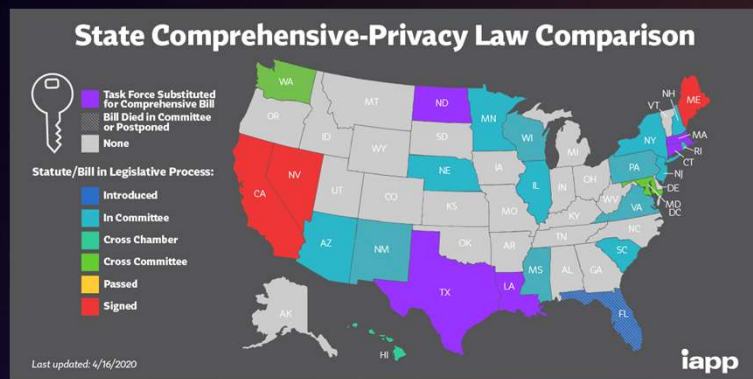 State Comprehensive-Privacy Law Comparison
Task Force Substituted
for Comprehensive Bill
Bill Died in Committee
or Postponed
None
Statute/Bill in Legislative Process:
Introduced
In Committee
Cross Chamber
Cross Committee
Passed
Signed
WA
MT
ND
MN
OR
ID
WY
SD
WI
MI
VT
NH
ME
NY
MA
RI
CT
NV
CA
UT
CO
NE
KS
IA
MO
IL
IN
OH
PA
NJ
DE
MD
DC
WV
VA
KY
AZ
NM
OK
AR
TN
NC
SC
TX
LA
MS
AL
GA
FL
AK
HI
Last updated: 4/16/2020
iapp